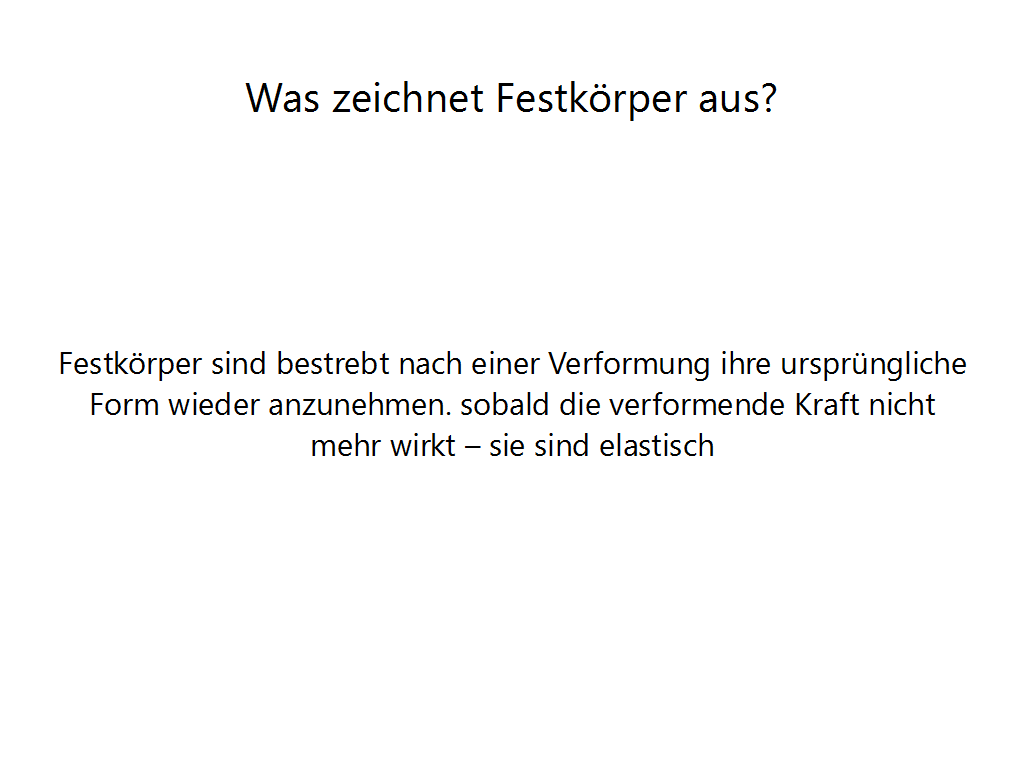 Was zeichnet Festkörper aus?
Festkörper sind bestrebt nach einer Verformung ihre ursprüngliche
Form wieder anzunehmen. sobald die verformende Kraft nicht
mehr wirkt – sie sind elastisch